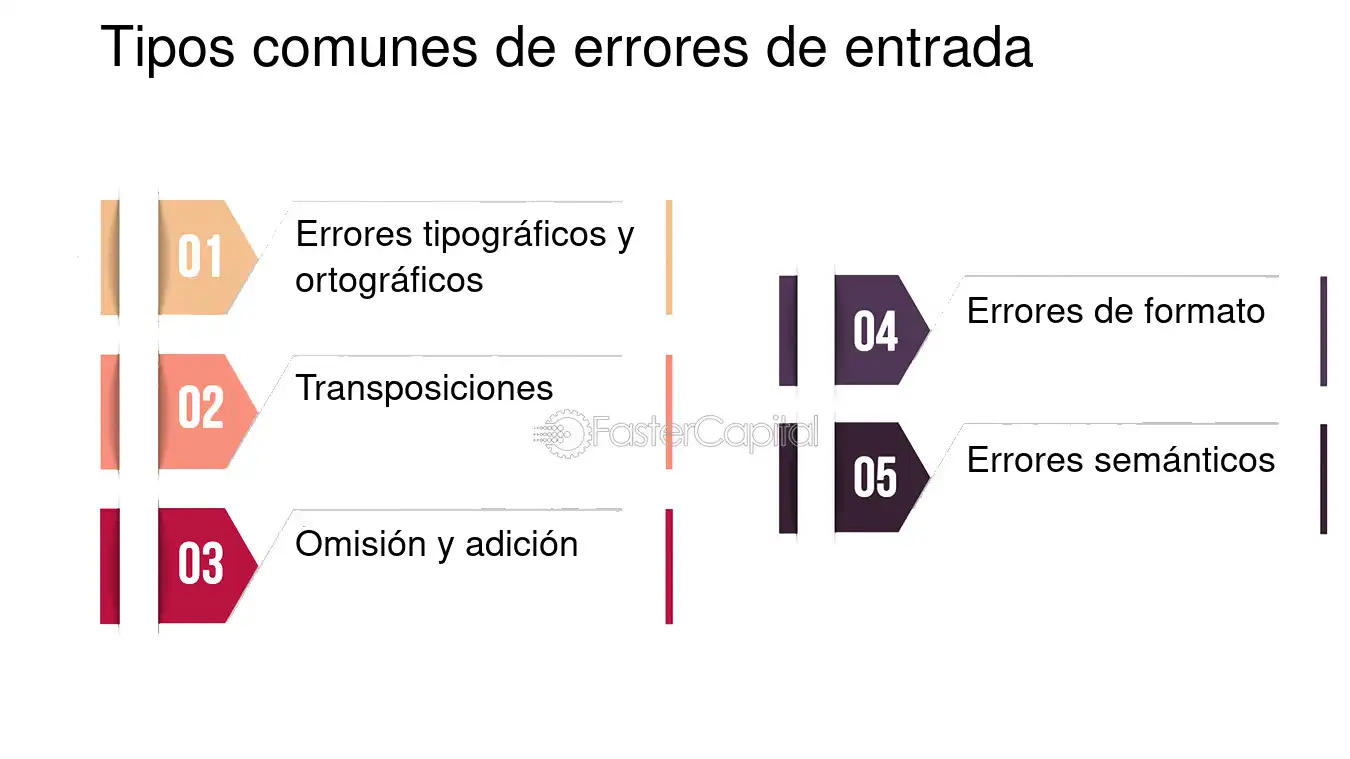 Tipos comunes de errores de entrada
01
Errores tipográficos y
ortográficos
02
Transposiciones
03
Omisión y adición
04
Errores de formato
05
Errores semánticos
FasterCapital